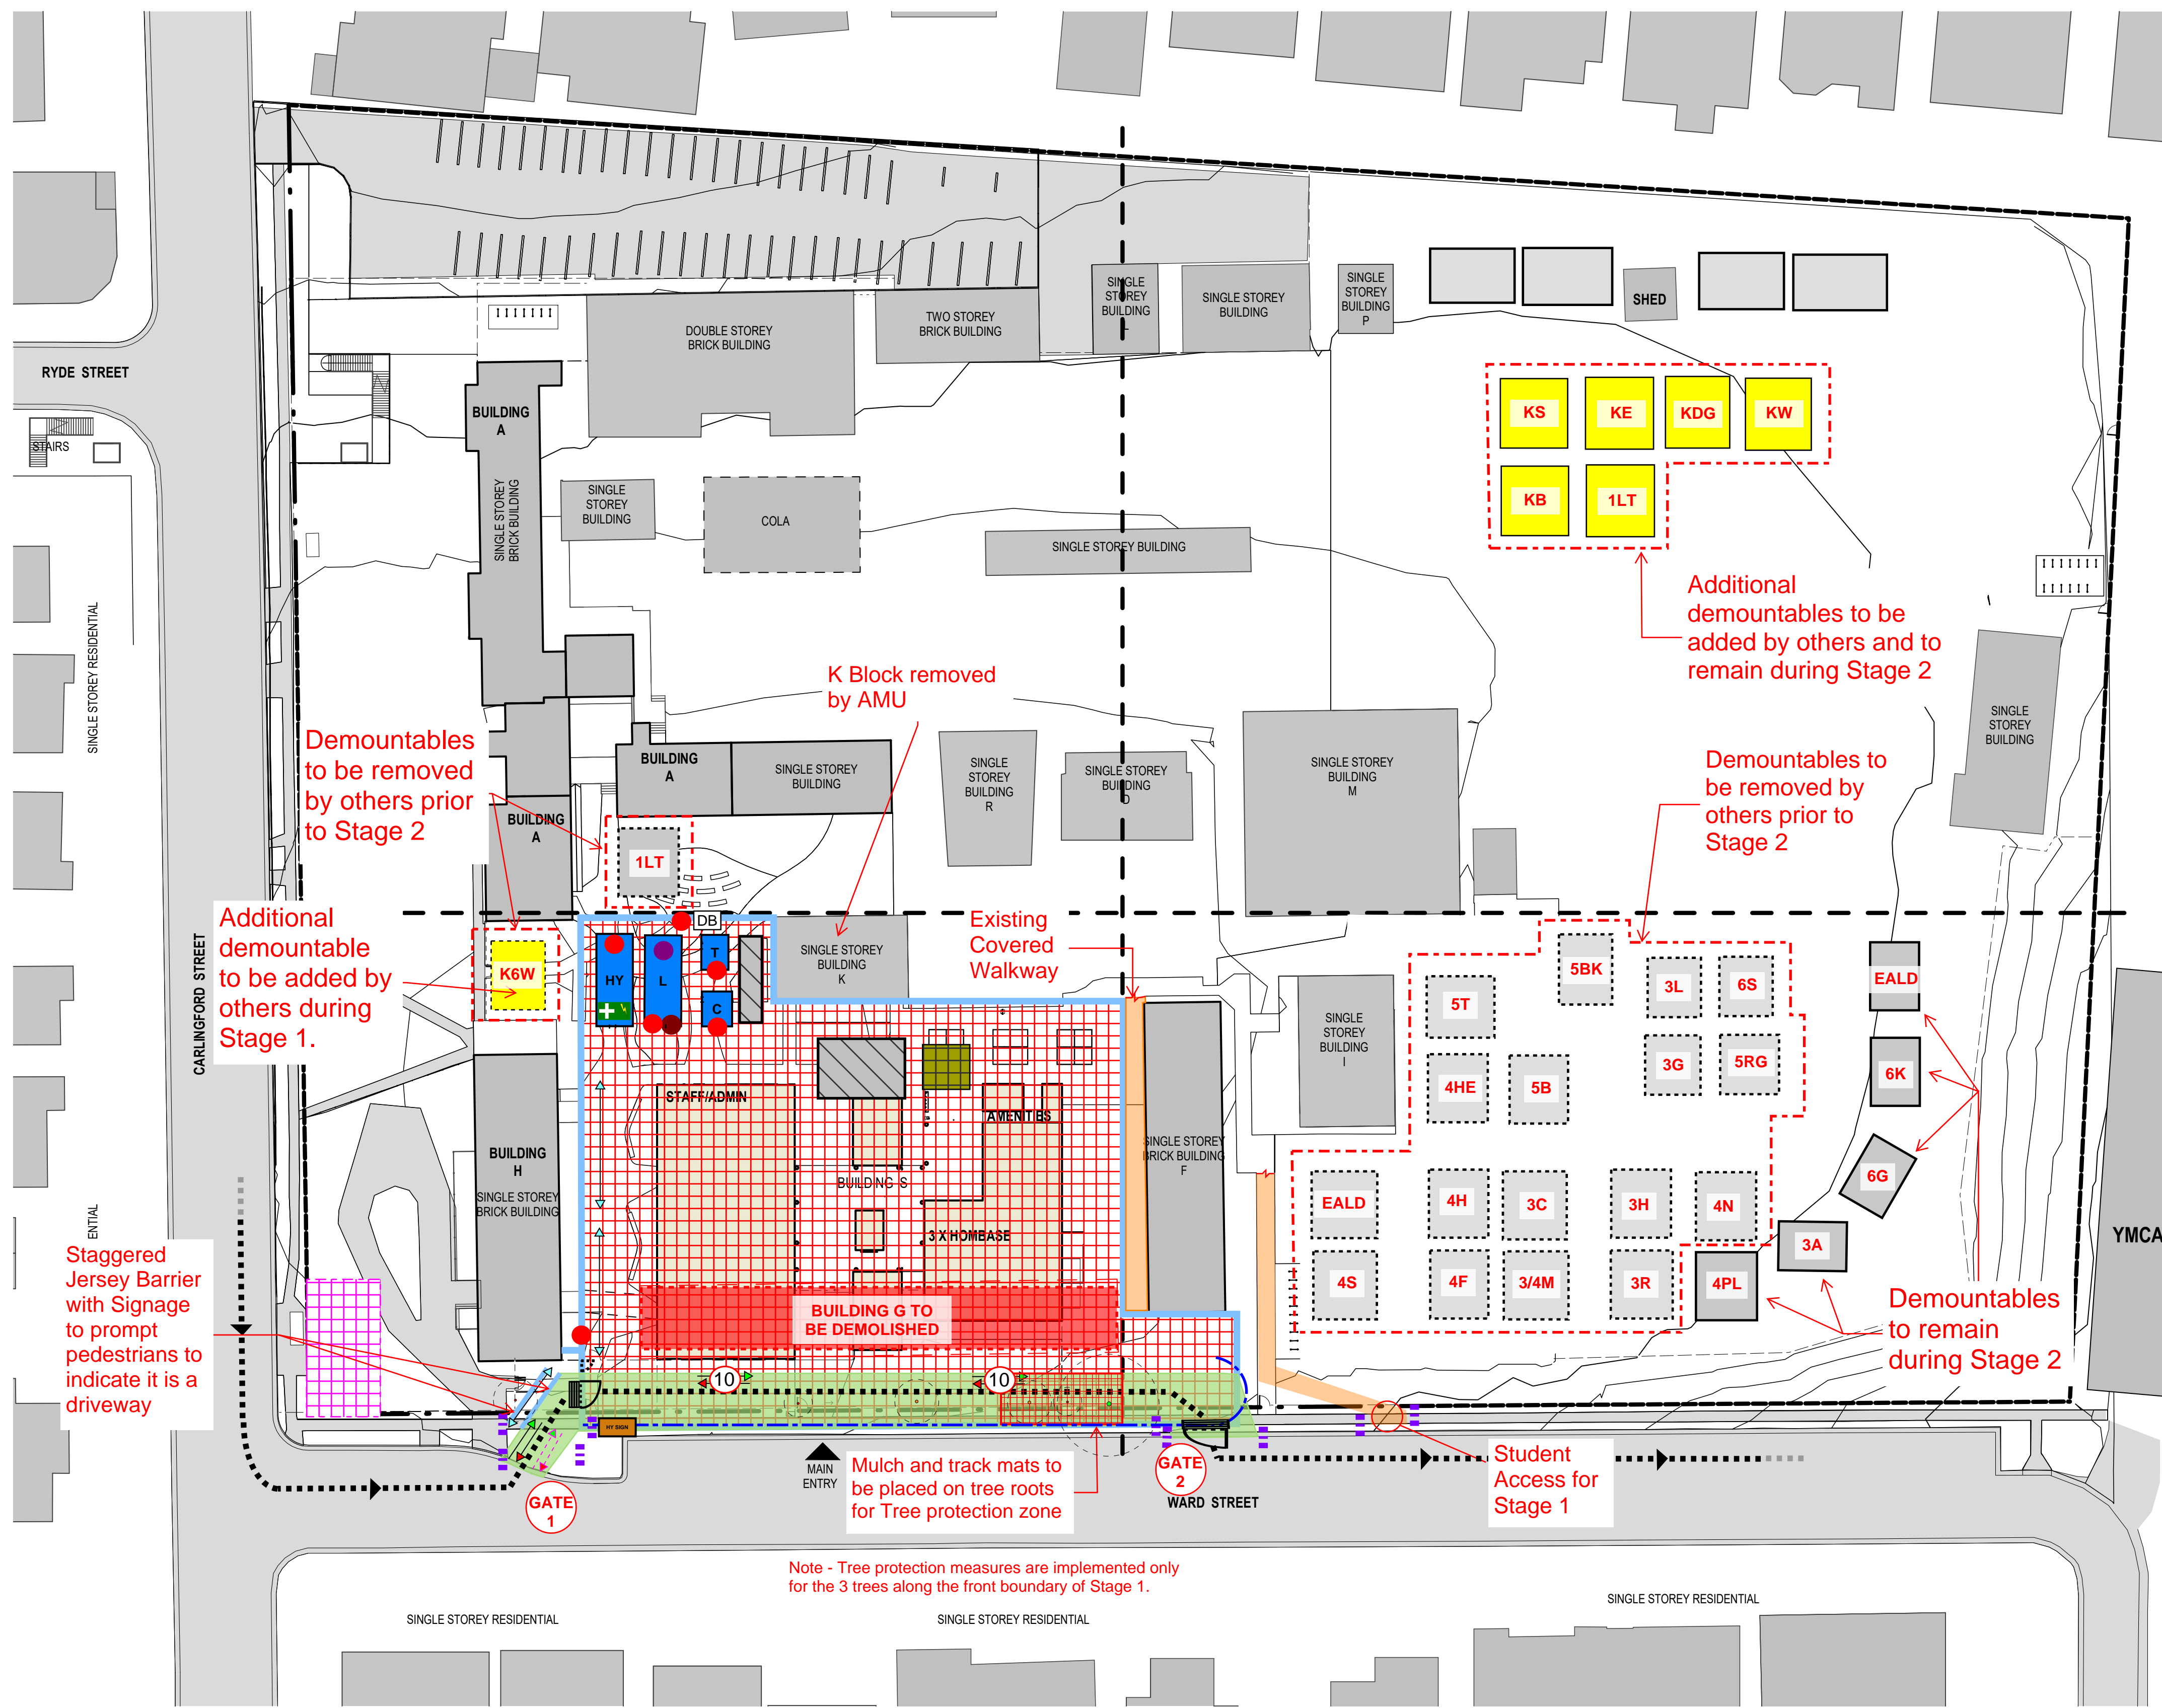 SINGLE
STOREY
BUILDING
L
SINGLE STOREY
BUILDING
SINGLE
STOREY
BUILDING
P
SHED
DOUBLE STOREY
BRICK BUILDING
TWO STOREY
BRICK BUILDING
RYDE STREET
STAIRS
BUILDING
A
SINGLE STOREY
BRICK BUILDING
SINGLE
STOREY
BUILDING
COLA
SINGLE STOREY BUILDING
KS
KE
KDG
KW
KB
1LT
Additional
demountables to be
added by others and to
remain during Stage 2
SINGLE STOREY RESIDENTIAL
K Block removed
by AMU
Demountables
to be removed
by others prior
to Stage 2
BUILDING
A
SINGLE STOREY
BUILDING
SINGLE
STOREY
BUILDING
R
SINGLE STOREY
BUILDING
O
SINGLE STOREY
BUILDING
M
Demountables to
be removed by
others prior to
Stage 2
SINGLE
STOREY
BUILDING
BUILDING
A
1LT
CARLINGFORD STREET
Additional
demountable
to be added by
others during
Stage 1.
K6W
DB
HY
L
T
C
SINGLE STOREY
BUILDING
K
Existing
Covered
Walkway
SINGLE
STOREY
BUILDING
I
5BK
3L
6S
5T
EALD
4HE
5B
3G
5RG
6K
STAFF/ADMIN
AMENITIES
BUILDING S
3 X HOMBASE
SINGLE STOREY
BRICK BUILDING
F
BUILDING
H
SINGLE STOREY
BRICK BUILDING
EALD
4H
3C
3H
4N
6G
3A
4S
4F
3/4M
3R
4PL
YMCA
ENTIAL
Staggered
Jersey Barrier
with Signage
to prompt
pedestrians to
indicate it is a
driveway
BUILDING G TO
BE DEMOLISHED
Demountables
to remain
during Stage 2
10
10
HY SIGN
GATE
1
MAIN
ENTRY
Mulch and track mats to
be placed on tree roots
for Tree protection zone
GATE
2
WARD STREET
Student
Access for
Stage 1
Note - Tree protection measures are implemented only
for the 3 trees along the front boundary of Stage 1.
SINGLE STOREY RESIDENTIAL
SINGLE STOREY RESIDENTIAL
SINGLE STOREY RESIDENTIAL